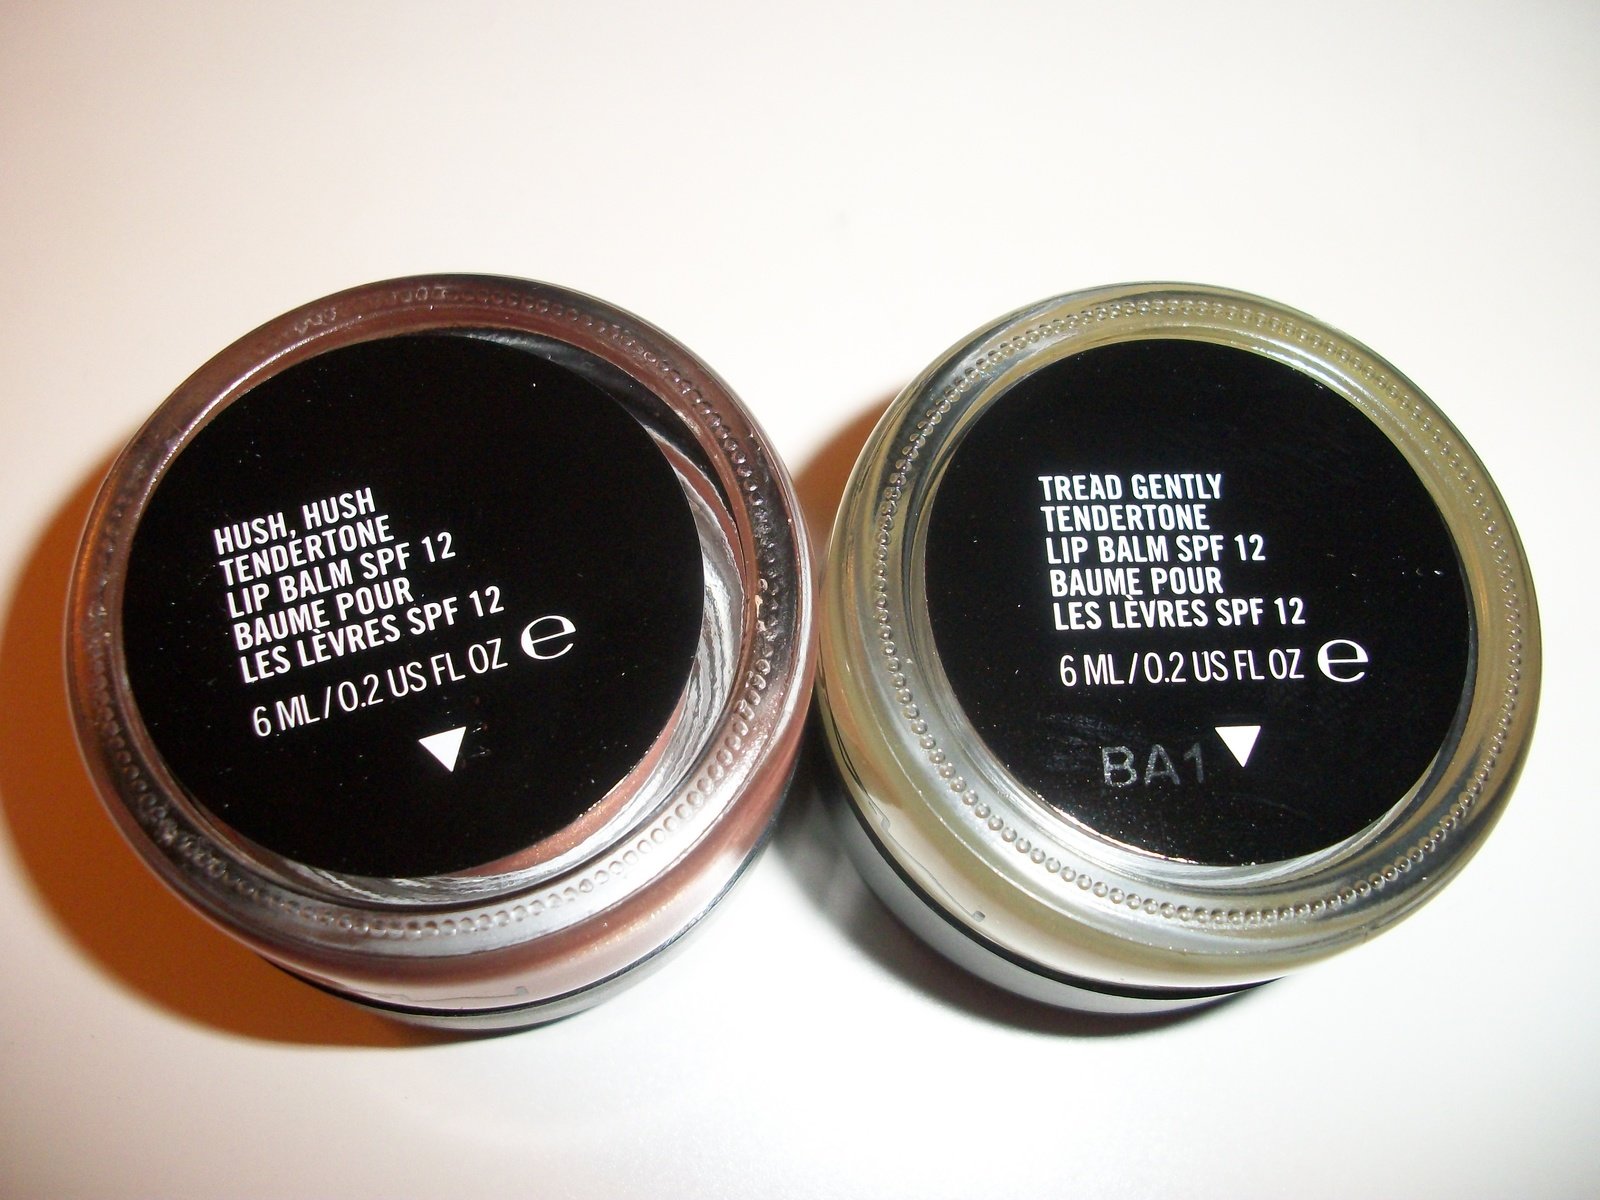 HUSH, HUSH
TENDERTONE
LIP BALM SPF 12
BAUME POUR
LES LÈVRES SPF 12
6 ML / 0.2 US FL OZ e
TREAD GENTLY
TENDERTONE
LIP BALM SPF 12
BAUME POUR
LES LÈVRES SPF 12
6 ML / 0.2 US FL OZ e
BA1